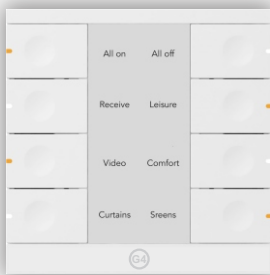 All on All off
Receive Leisure
Video Comfort
Curtains Sreens
G4